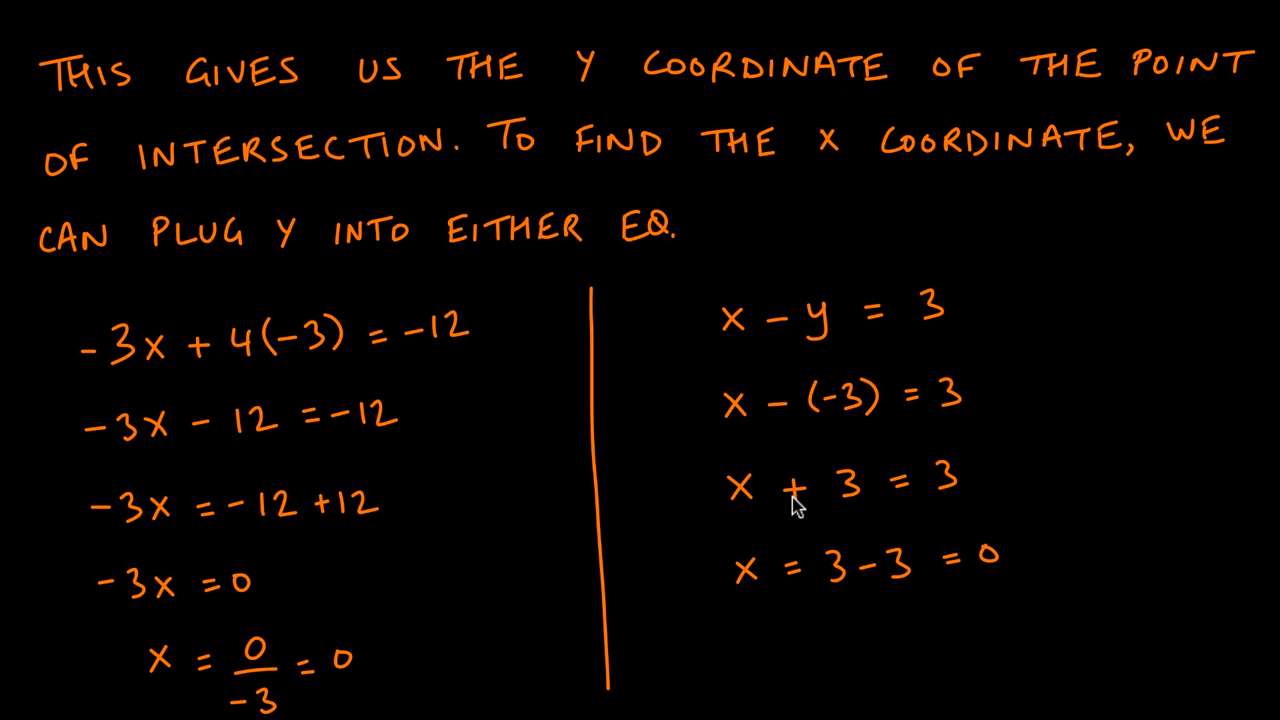 THIS GIVES US THE Y COORDINATE OF THE POINT
OF INTERSECTION. TO FIND THE X COORDINATE, WE
CAN PLUG Y INTO EITHER EQ.
-3x + 4(-3) = -12
-3x - 12 = -12
-3x = -12 + 12
-3x = 0
x = 0/-3 = 0
x - y = 3
x - (-3) = 3
x + 3 = 3
x = 3 - 3 = 0